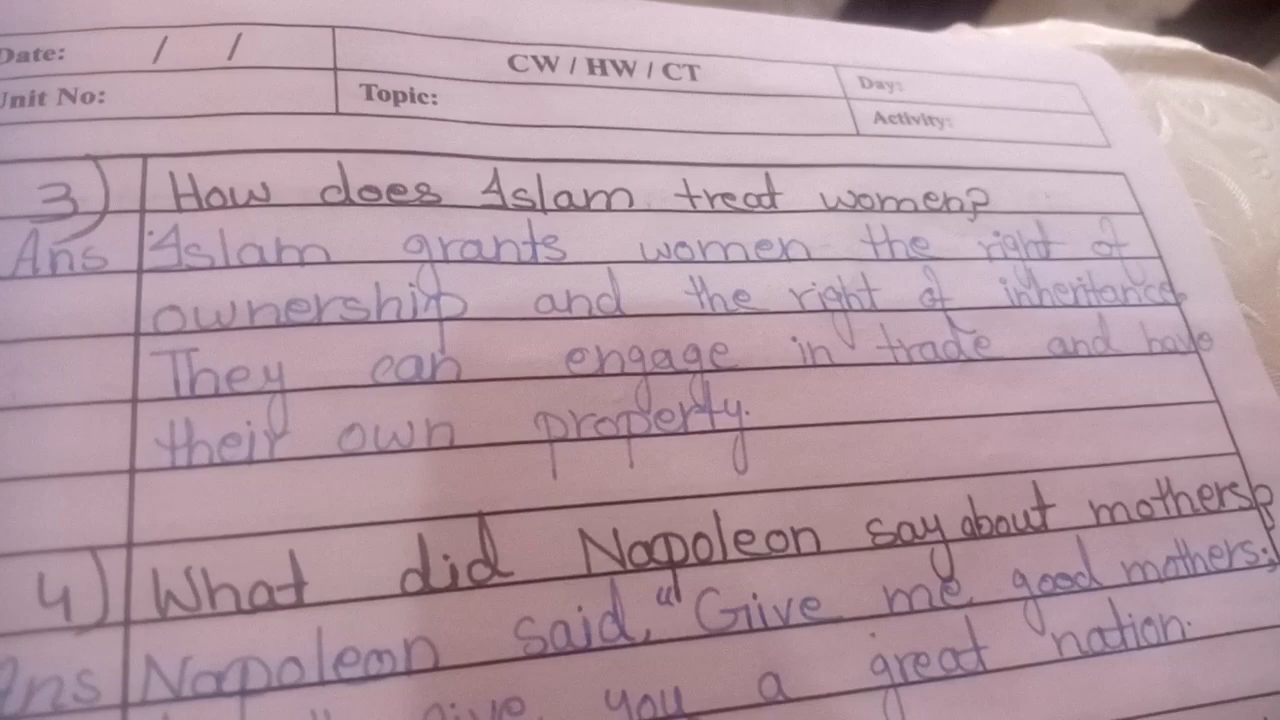 Date: / / CW / HW / CT Day:
Unit No: Topic: Activity:
3) How does Islam treat women?
Ans Islam grants women the right of
ownership and the right of inheritance.
They can engage in trade and have
their own property.
4) What did Napoleon say about mothers?
Ans Napoleon said, "Give me good mothers;
give you a great nation.